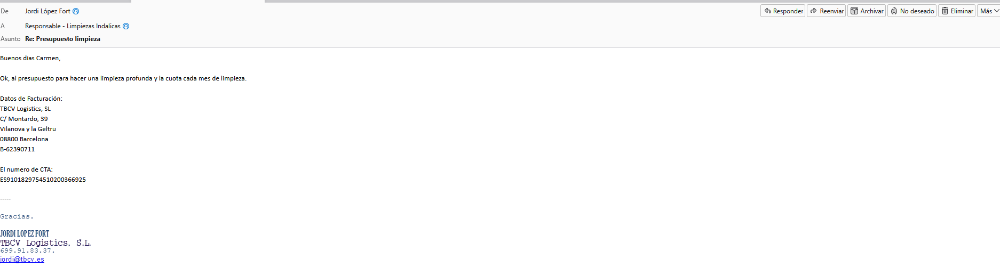 De Jordi López Fort Responder Reenviar Archivar No deseado Eliminar Más
A Responsable - Limpiezas Indalicas
Asunto Re: Presupuesto limpieza
Buenos dias Carmen,
Ok, al presupuesto para hacer una limpieza profunda y la cuota cada mes de limpieza.
Datos de Facturación:
TBCV Logistics, SL
C/ Montardo, 39
Vilanova y la Geltru
08800 Barcelona
B-62390711
El numero de CTA:
ES9101829754510200366925
-----
Gracias.
JORDI LOPEZ FORT
TBCV Logistics, S.L.
699.91.83.37.
jordi@tbcv.es